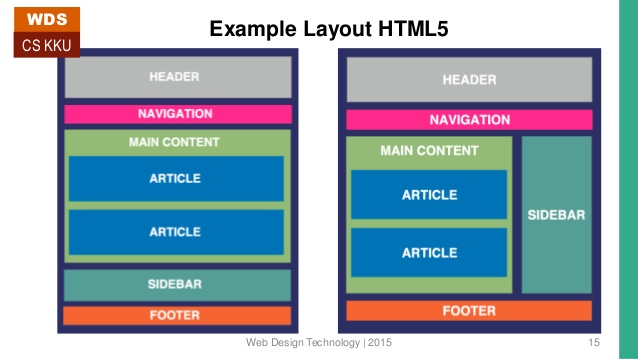 WDS
CS KKU
Example Layout HTML5
HEADER
NAVIGATION
MAIN CONTENT
ARTICLE
ARTICLE
SIDEBAR
FOOTER
HEADER
NAVIGATION
MAIN CONTENT
ARTICLE
ARTICLE
SIDEBAR
FOOTER
Web Design Technology | 2015
15